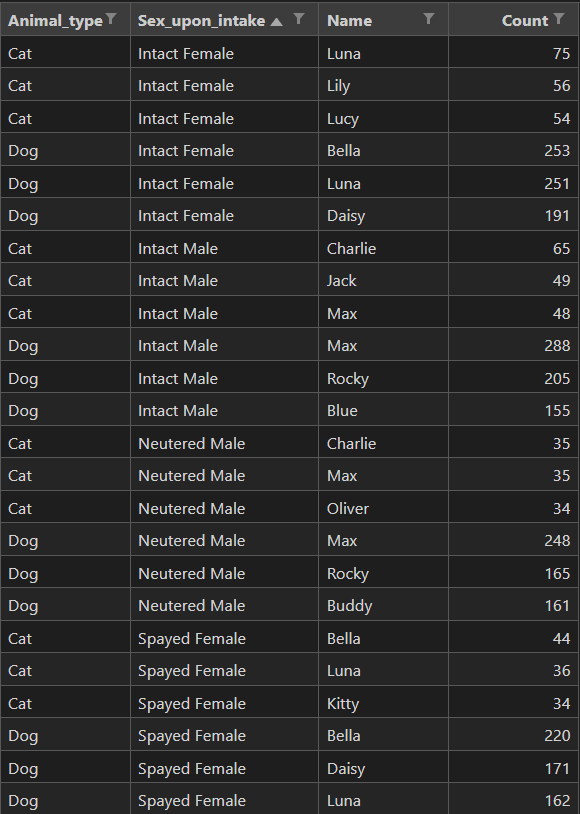 Animal_type Sex_upon_intake Name Count
Cat Intact Female Luna 75
Cat Intact Female Lily 56
Cat Intact Female Lucy 54
Dog Intact Female Bella 253
Dog Intact Female Luna 251
Dog Intact Female Daisy 191
Cat Intact Male Charlie 65
Cat Intact Male Jack 49
Cat Intact Male Max 48
Dog Intact Male Max 288
Dog Intact Male Rocky 205
Dog Intact Male Blue 155
Cat Neutered Male Charlie 35
Cat Neutered Male Max 35
Cat Neutered Male Oliver 34
Dog Neutered Male Max 248
Dog Neutered Male Rocky 165
Dog Neutered Male Buddy 161
Cat Spayed Female Bella 44
Cat Spayed Female Luna 36
Cat Spayed Female Kitty 34
Dog Spayed Female Bella 220
Dog Spayed Female Daisy 171
Dog Spayed Female Luna 162